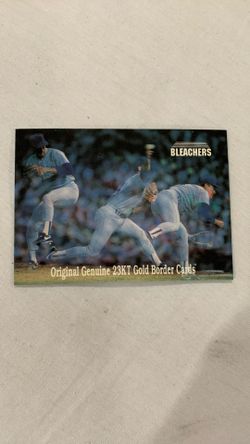 BLEACHERS
Original Genuine 23KT Gold Border Cards